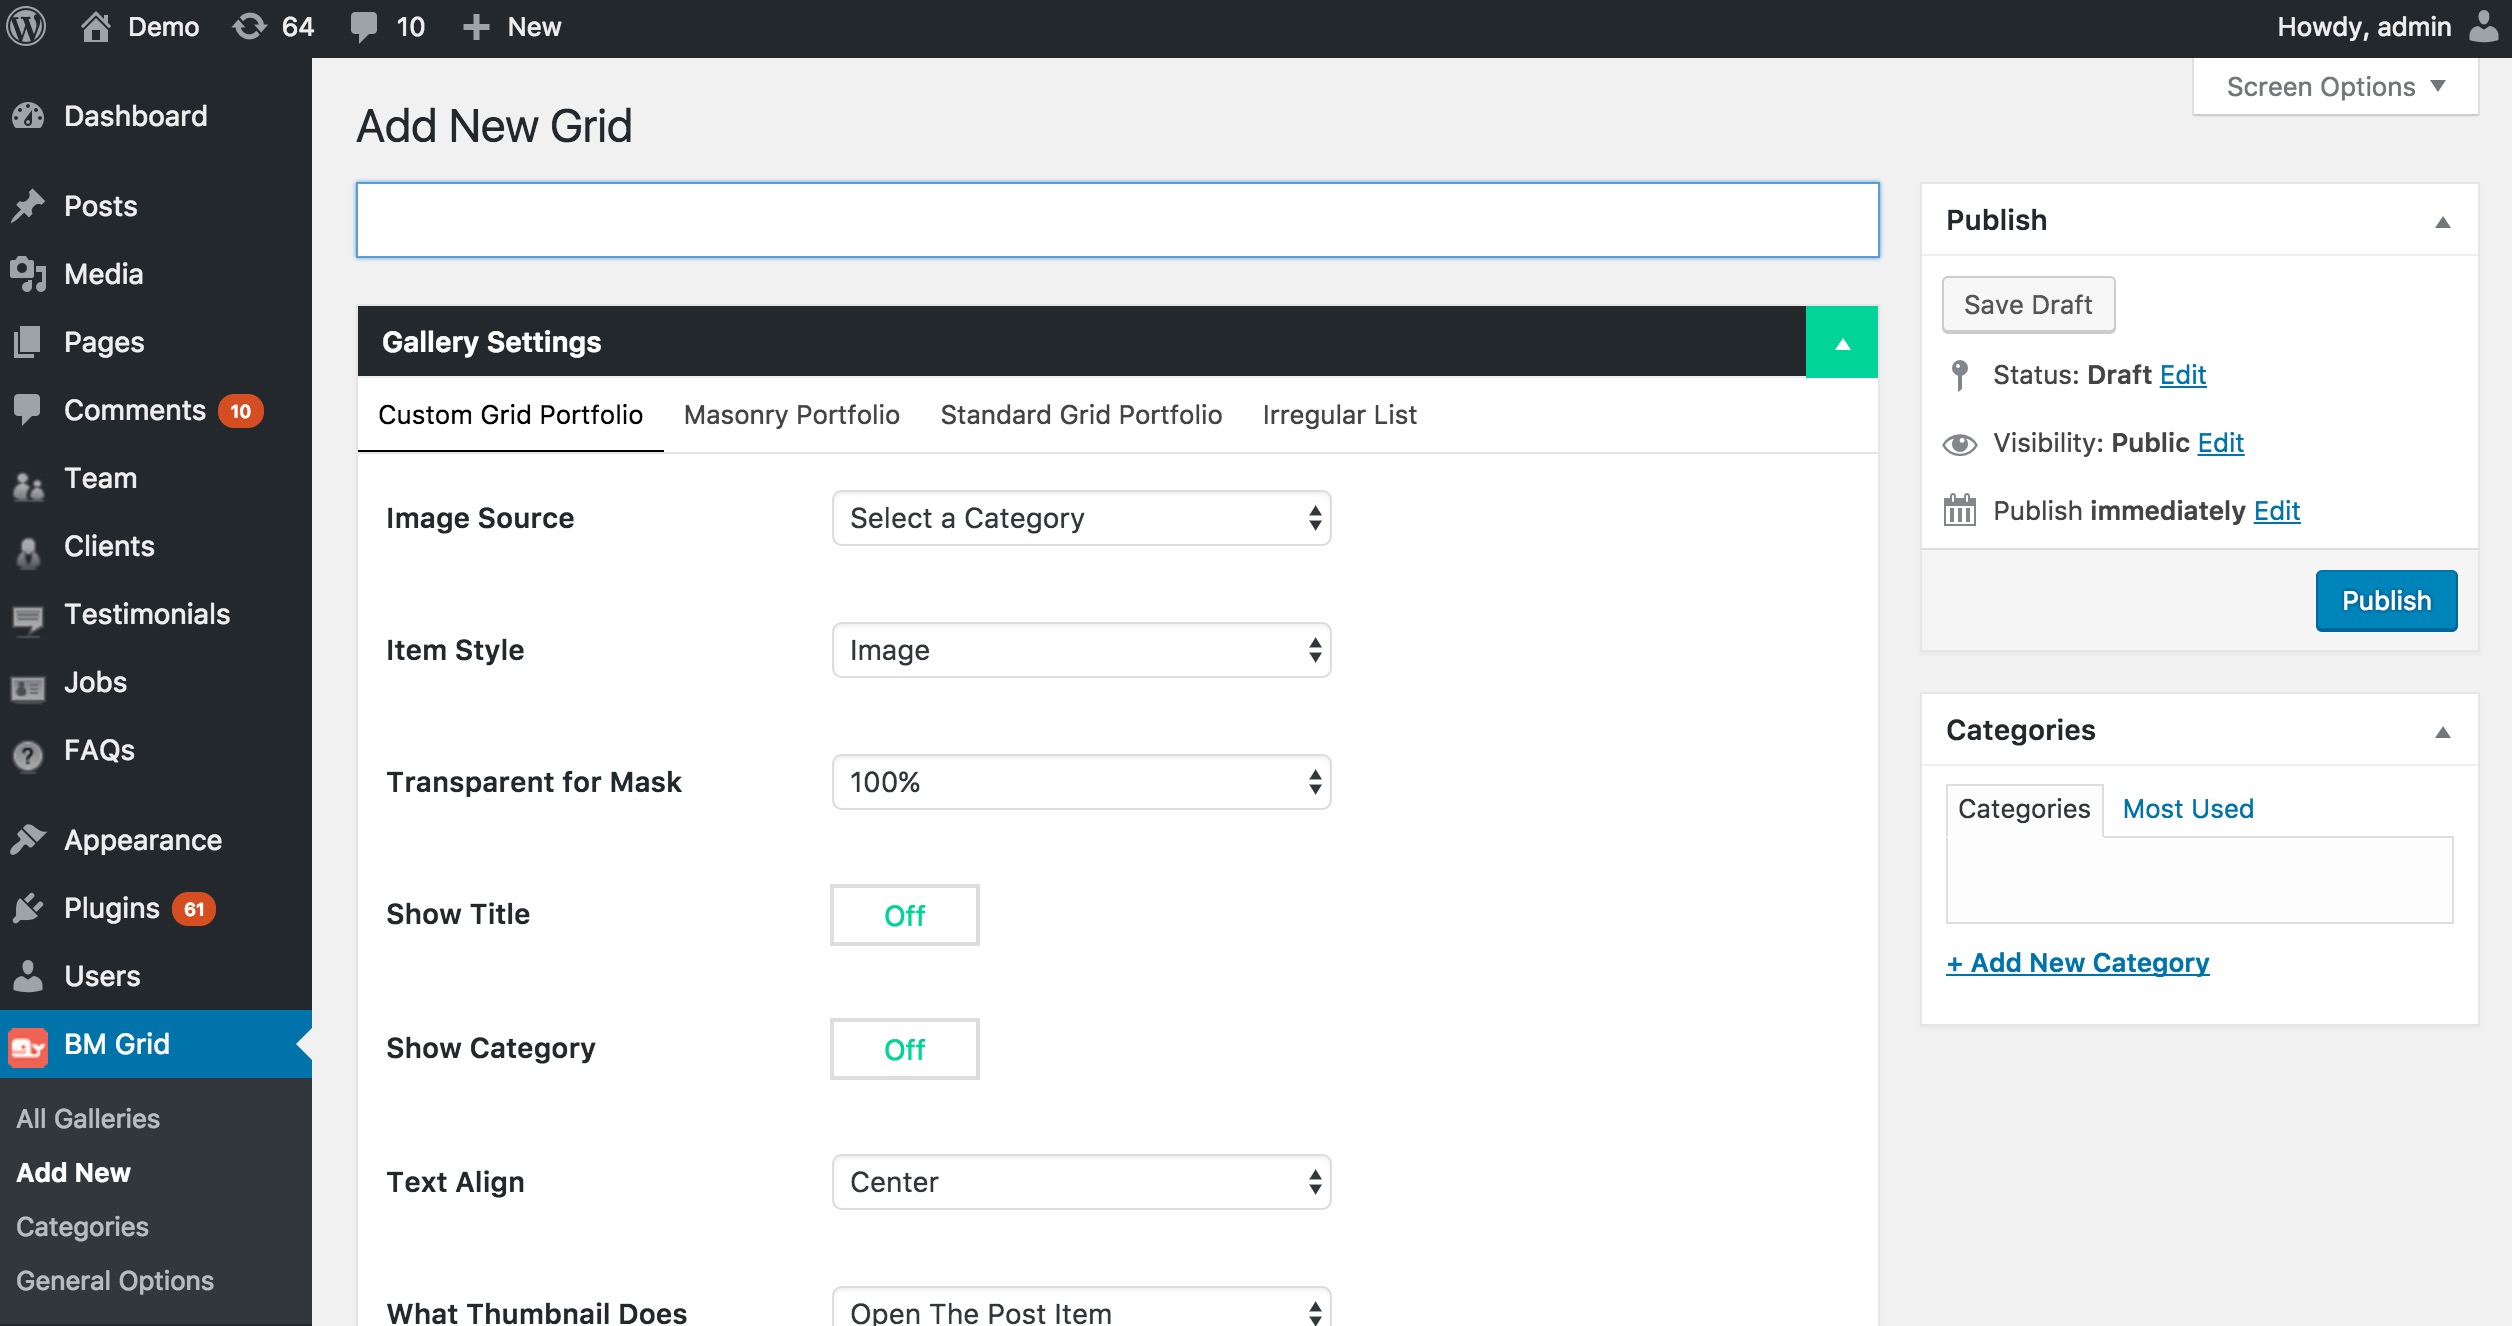 Demo 64 10 New Howdy, admin
Screen Options
Dashboard
Posts
Media
Pages
Comments 10
Team
Clients
Testimonials
Jobs
FAQs
Appearance
Plugins 61
Users
BM Grid
All Galleries
Add New
Categories
General Options
Add New Grid
Gallery Settings
Custom Grid Portfolio Masonry Portfolio Standard Grid Portfolio Irregular List
Image Source Select a Category
Item Style Image
Transparent for Mask 100%
Show Title Off
Show Category Off
Text Align Center
What Thumbnail Does Open The Post Item
Publish
Save Draft
Status: Draft Edit
Visibility: Public Edit
Publish immediately Edit
Publish
Categories
Categories Most Used
+ Add New Category